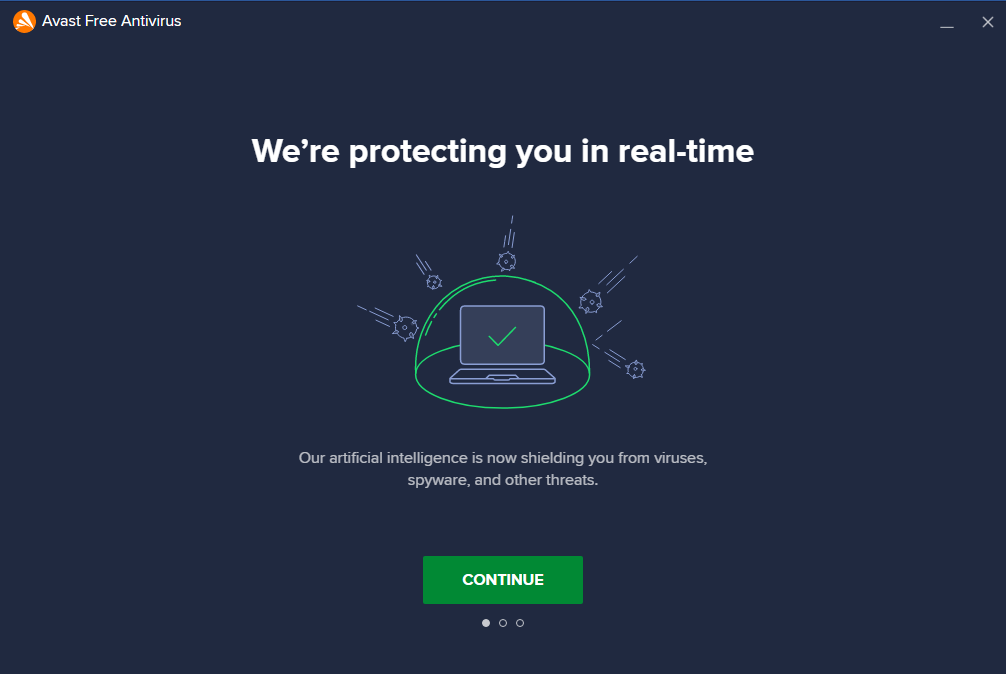 Avast Free Antivirus
We’re protecting you in real-time
Our artificial intelligence is now shielding you from viruses,
spyware, and other threats.
CONTINUE